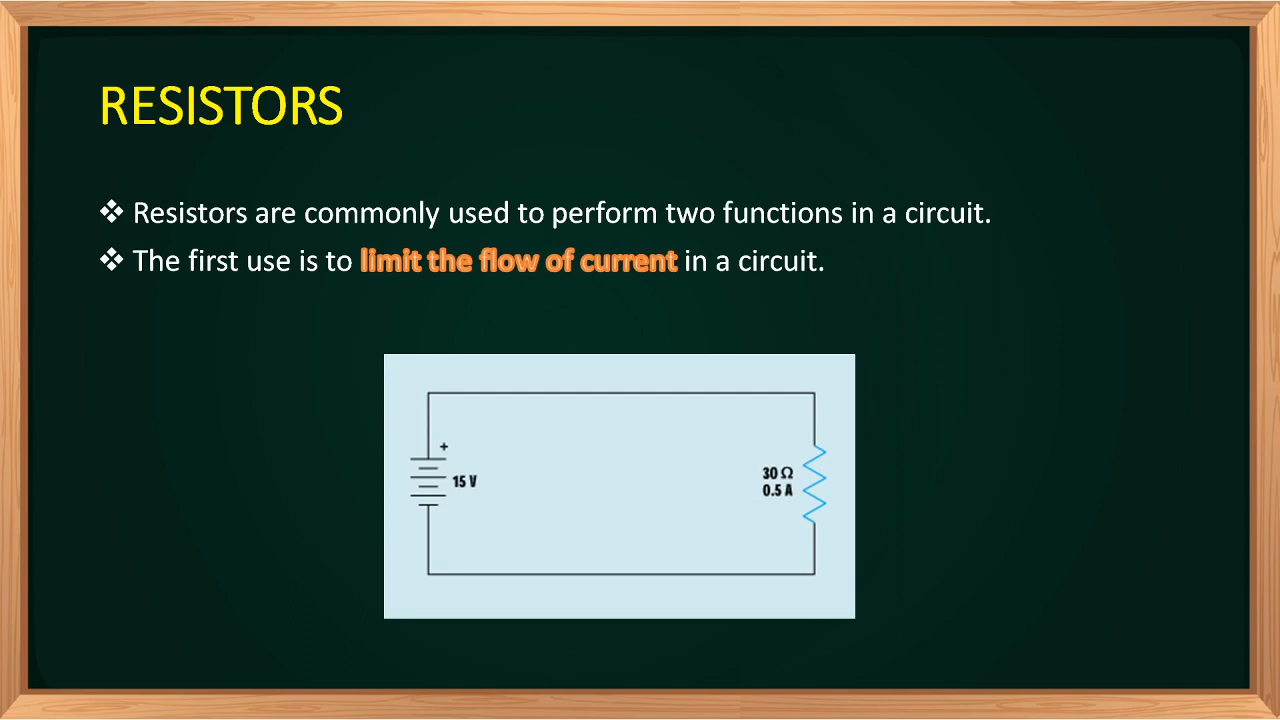 RESISTORS
❖ Resistors are commonly used to perform two functions in a circuit.
❖ The first use is to limit the flow of current in a circuit.
+
15 V
30 Ω
0.5 A